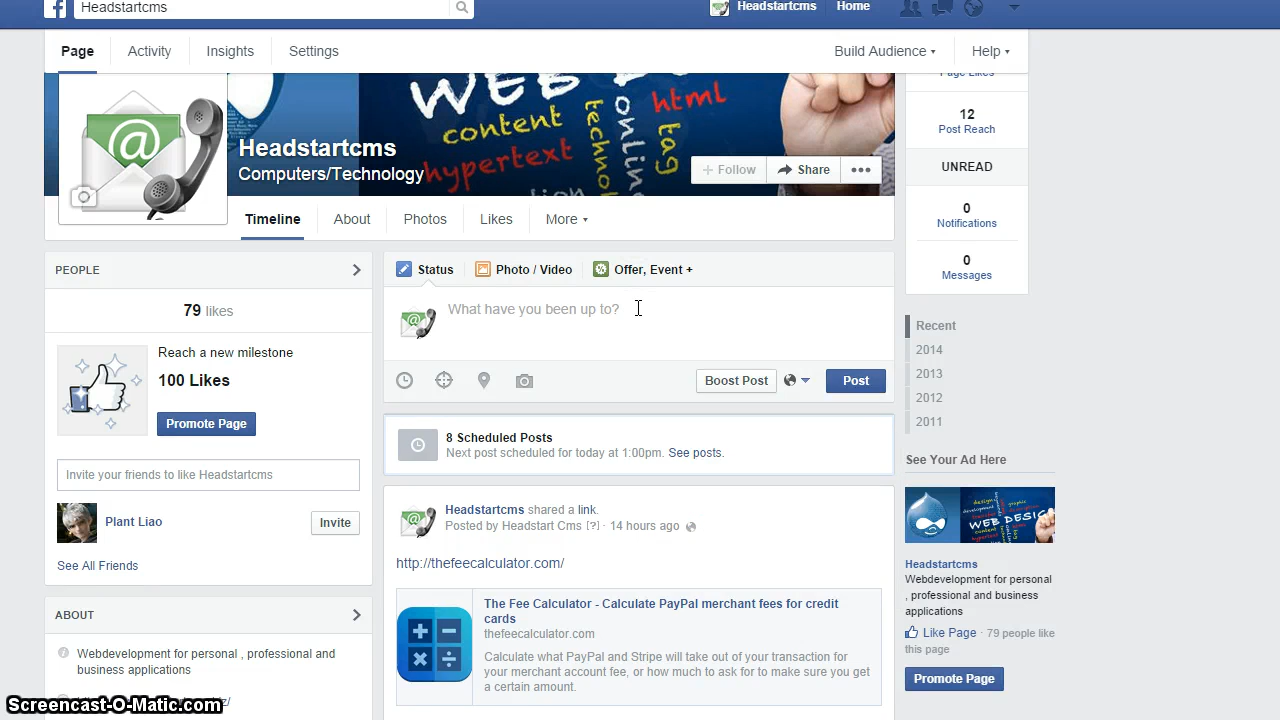 Headstartcms
Headstartcms
Home
Page
Activity
Insights
Settings
Build Audience
Help
WEB D
content
hypertext
techno
online
html
tag
Headstartcms
Computers/Technology
+ Follow
Share
Timeline
About
Photos
Likes
More
Page Likes
12
Post Reach
UNREAD
0
Notifications
0
Messages
PEOPLE
79 likes
Reach a new milestone
100 Likes
Promote Page
Invite your friends to like Headstartcms
Plant Liao
Invite
See All Friends
ABOUT
Webdevelopment for personal , professional and
business applications
Status
Photo / Video
Offer, Event +
What have you been up to?
Boost Post
Post
8 Scheduled Posts
Next post scheduled for today at 1:00pm. See posts.
Headstartcms shared a link.
Posted by Headstart Cms [?] · 14 hours ago
http://thefeecalculator.com/
The Fee Calculator - Calculate PayPal merchant fees for credit
cards
thefeecalculator.com
Calculate what PayPal and Stripe will take out of your transaction for
your merchant account fee, or how much to ask for to make sure you get
a certain amount.
Recent
2014
2013
2012
2011
See Your Ad Here
WEB DESIGN
Headstartcms
Webdevelopment for personal
, professional and business
applications
Like Page · 79 people like
this page
Promote Page
Screencast-O-Matic.com